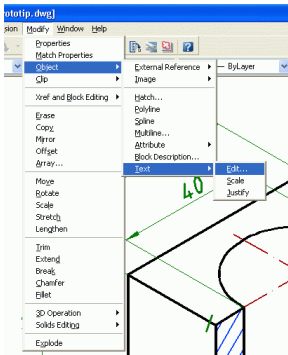 rototip.dwg]
sion Modify Window Help
ByLayer
Properties
Match Properties
Object
Clip
Xref and Block Editing
Erase
Copy
Mirror
Offset
Array...
Move
Rotate
Scale
Stretch
Lengthen
Trim
Extend
Break
Chamfer
Fillet
3D Operation
Solids Editing
Explode
External Reference
Image
Hatch...
Polyline
Spline
Multiline...
Attribute
Block Description...
Text
Edit...
Scale
Justify
40